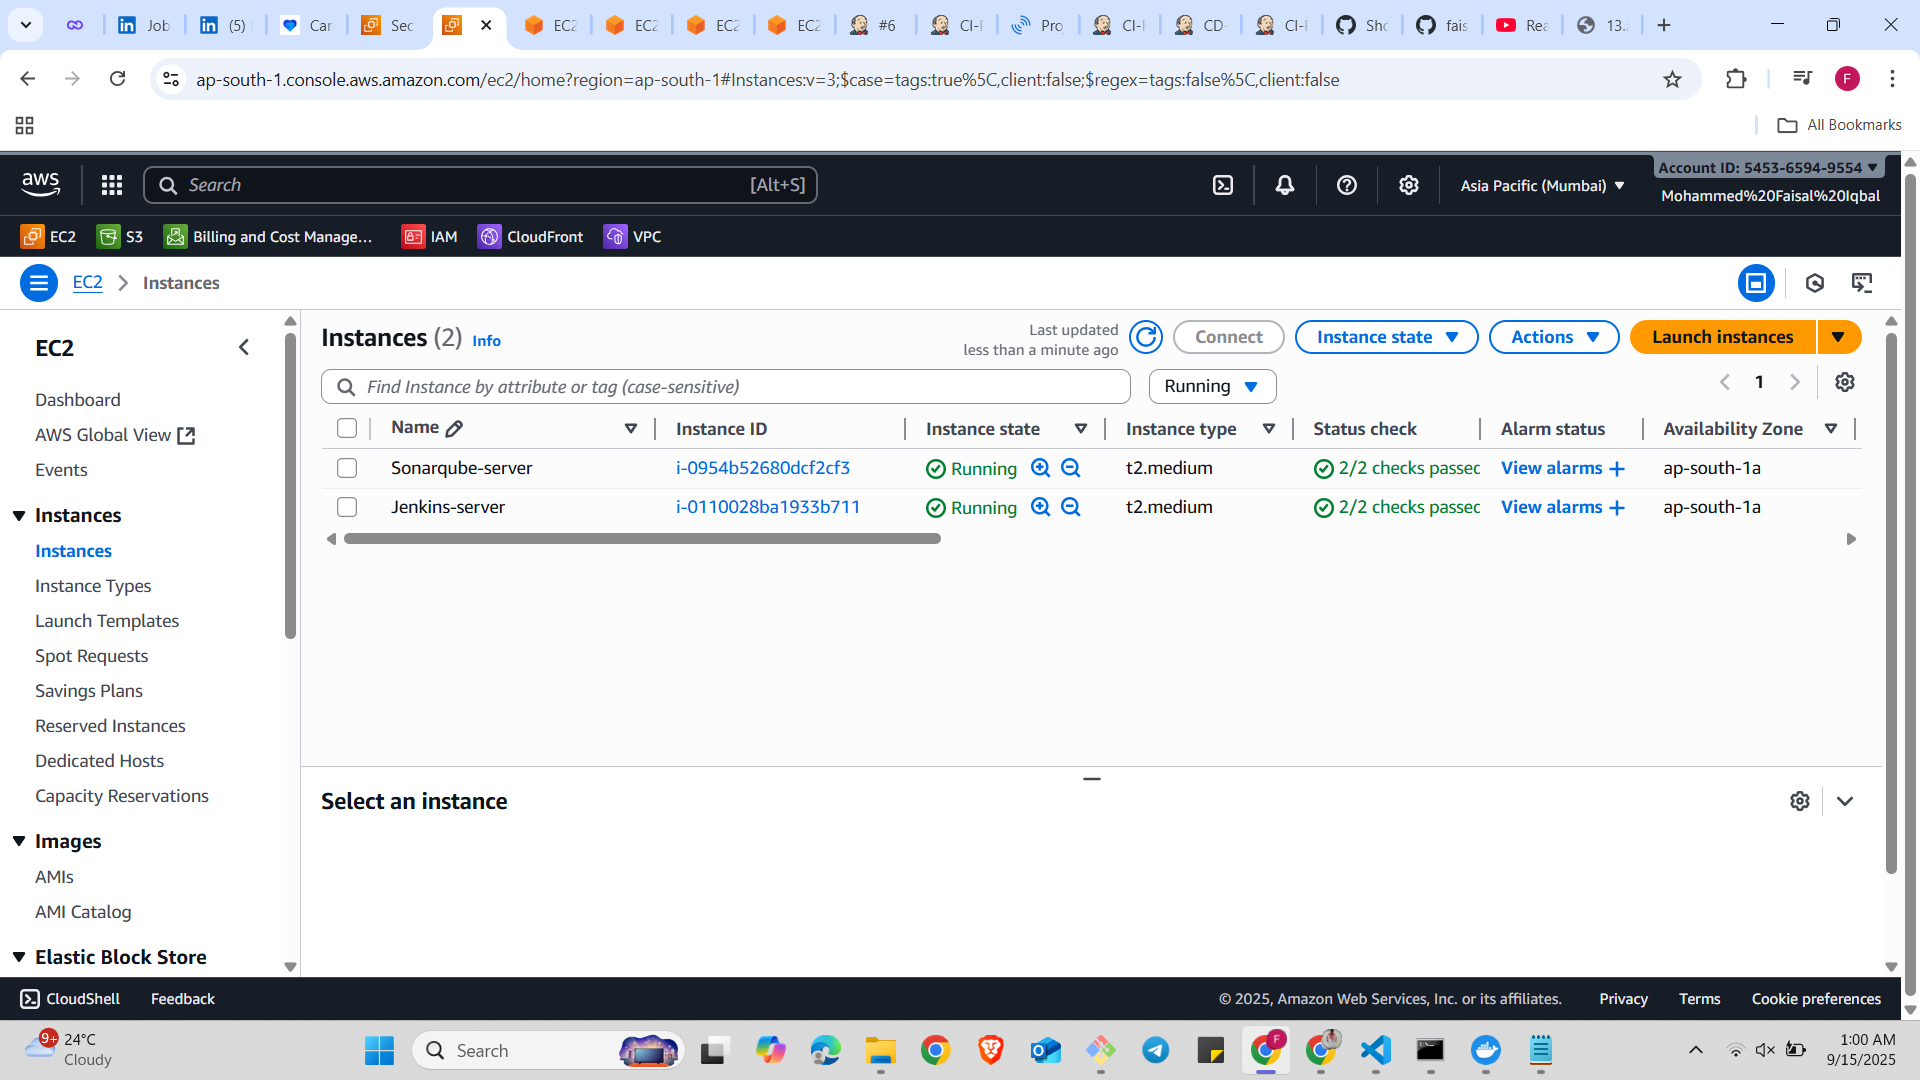 Job
(5)
Car
Sec
EC2
EC2
EC2
EC2
#6
CI-F
Pro
CI-F
CD-
CI-F
Sho
fais
Rea
13.
ap-south-1.console.aws.amazon.com/ec2/home?region=ap-south-1#Instances:v=3;$case=tags:true%5C,client:false;$regex=tags:false%5C,client:false
F
All Bookmarks
aws
Search
[Alt+S]
Asia Pacific (Mumbai)
Account ID: 5453-6594-9554
Mohammed%20Faisal%20Iqbal
EC2
S3
Billing and Cost Manage...
IAM
CloudFront
VPC
EC2
Instances
EC2
Dashboard
AWS Global View
Events
Instances
Instances
Instance Types
Launch Templates
Spot Requests
Savings Plans
Reserved Instances
Dedicated Hosts
Capacity Reservations
Images
AMIs
AMI Catalog
Elastic Block Store
Instances (2) Info
Last updated
less than a minute ago
Connect
Instance state
Actions
Launch instances
Find Instance by attribute or tag (case-sensitive)
Running
1
Name Instance ID Instance state Instance type Status check Alarm status Availability Zone
Sonarqube-server i-0954b52680dcf2cf3 Running t2.medium 2/2 checks passed View alarms + ap-south-1a
Jenkins-server i-0110028ba1933b711 Running t2.medium 2/2 checks passed View alarms + ap-south-1a
Select an instance
CloudShell
Feedback
© 2025, Amazon Web Services, Inc. or its affiliates.
Privacy
Terms
Cookie preferences
9+
24°C
Cloudy
Search
F
1:00 AM
9/15/2025